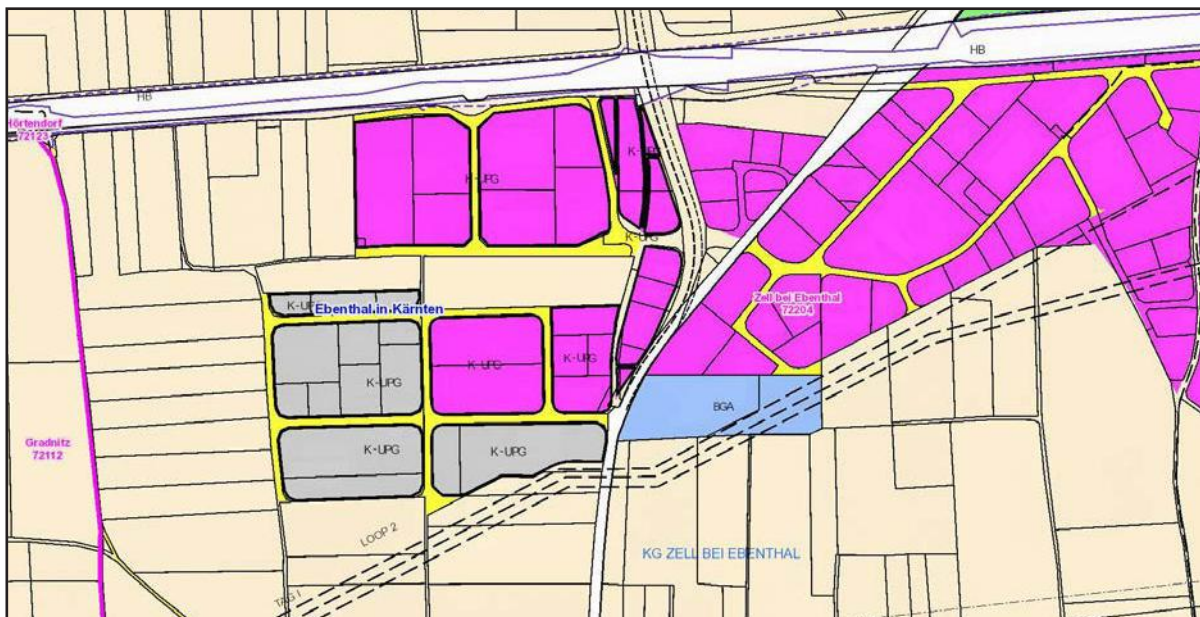 HB
HB
Hörtendorf
72123
K-UPG
K-UPG
K-UPG
Zell bei Ebenthal
72204
Ebenthal in Kärnten
K-UPG
K-UPG
K-UPG
BGA
Gradnitz
72112
K-UPG
K-UPG
LOOP 2
KG ZELL BEI EBENTHAL
TAG I